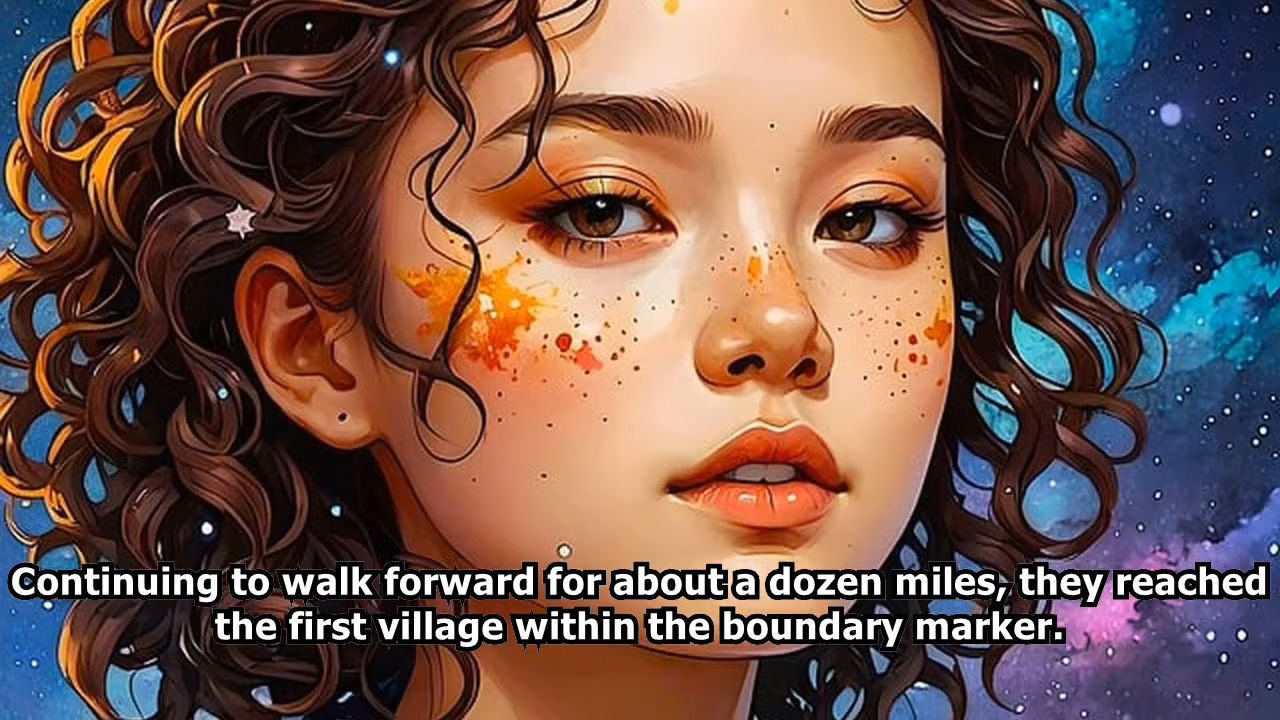 Continuing to walk forward for about a dozen miles, they reached
the first village within the boundary marker.